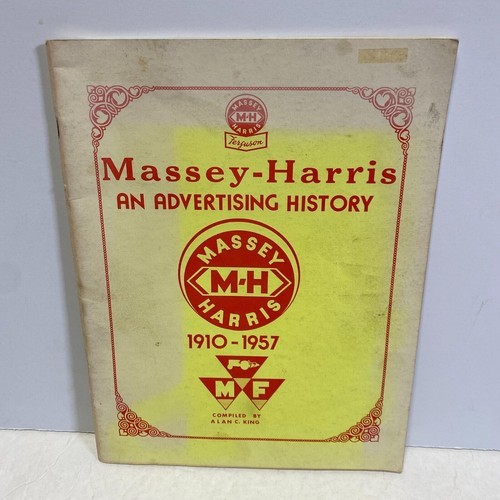 MASSEY
M-H
HARRIS
Ferguson
Massey-Harris
AN ADVERTISING HISTORY
MASSEY
M-H
HARRIS
1910-1957
M F
COMPILED BY
ALAN C. KING